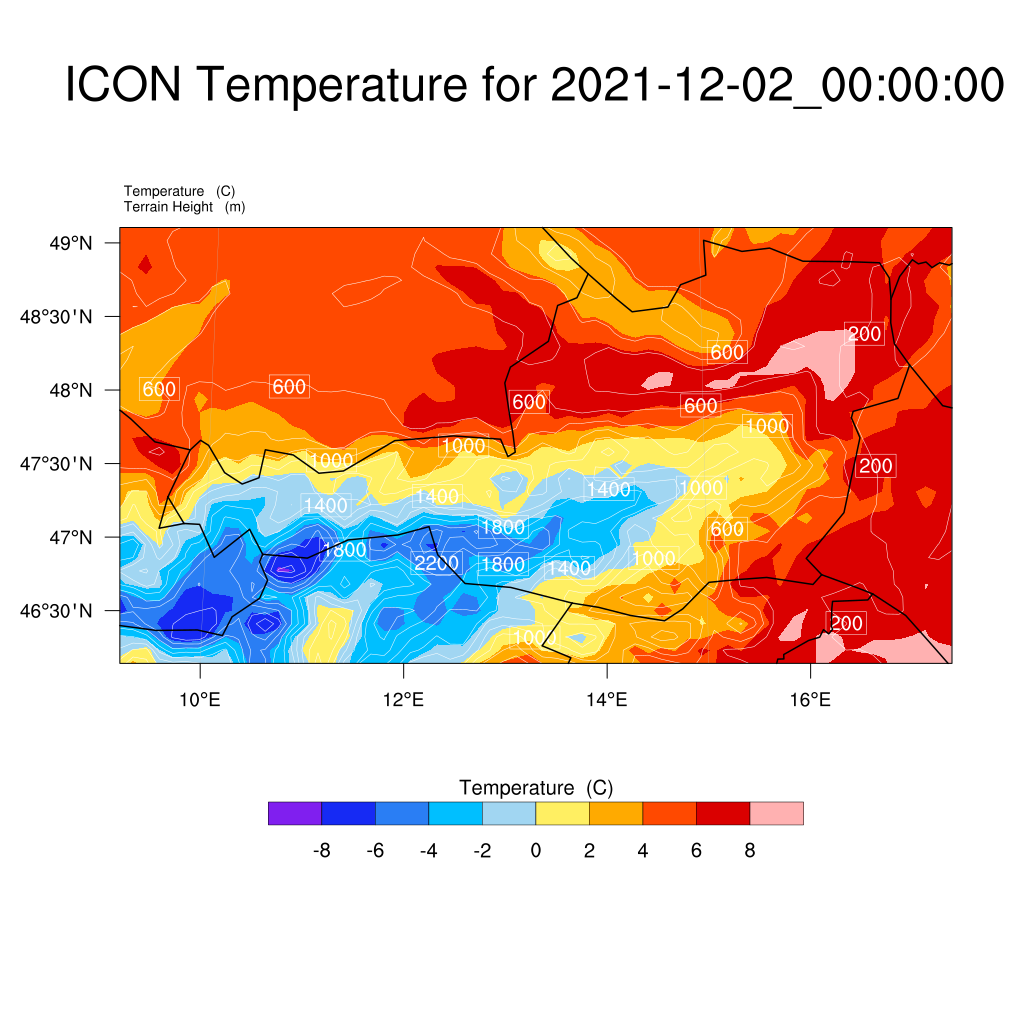 ICON Temperature for 2021-12-02_00:00:00
Temperature (C)
Terrain Height (m)
49°N
48°30'N
48°N
47°30'N
47°N
46°30'N
200
600
600
600
600
600
1000
1000
1000
200
1400
1400
1400
1000
1800
600
1800
2200
1800
1400
1000
200
1000
10°E 12°E 14°E 16°E
Temperature (C)
-8 -6 -4 -2 0 2 4 6 8